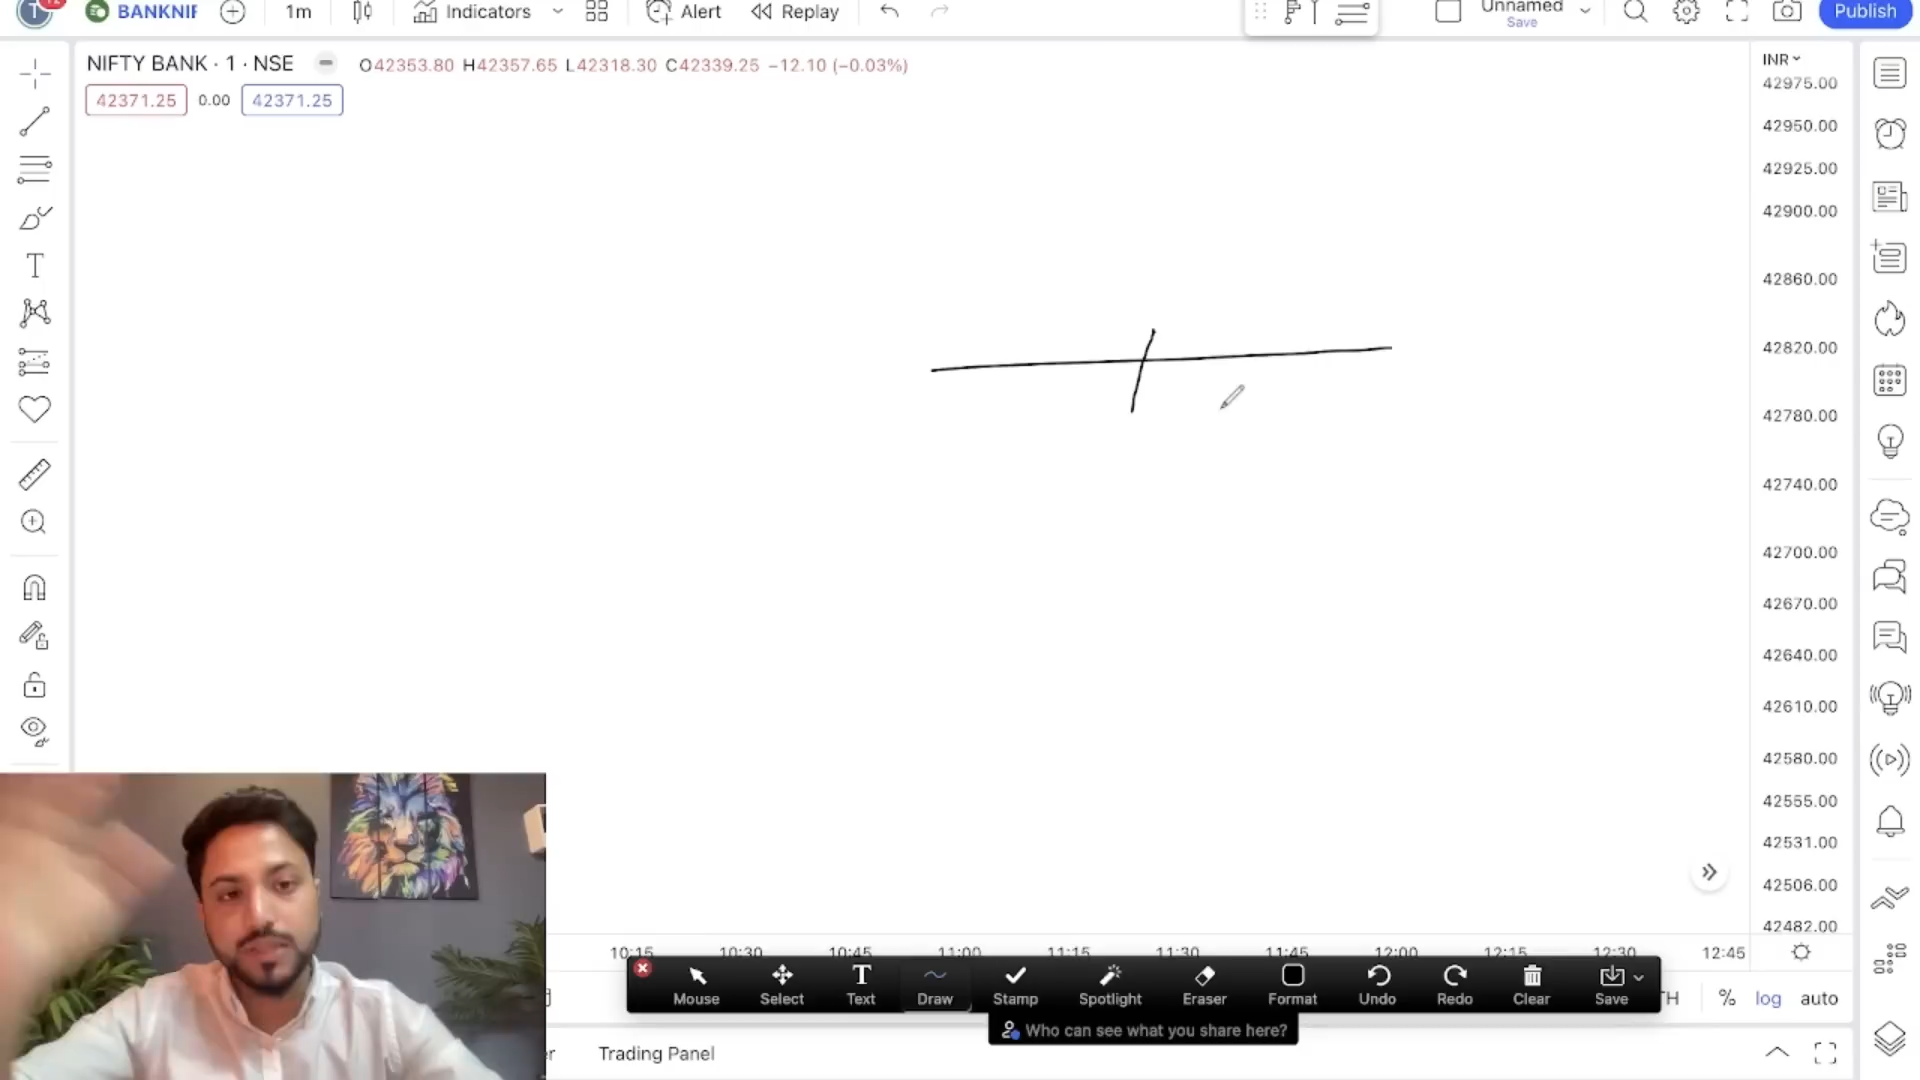 T
BANKNIF
1m
Indicators
Alert
Replay
Unnamed
Save
Publish
NIFTY BANK · 1 · NSE
O42353.80 H42357.65 L42318.30 C42339.25 −12.10 (−0.03%)
42371.25 0.00 42371.25
INR
42975.00
42950.00
42925.00
42900.00
42860.00
42820.00
42780.00
42740.00
42700.00
42670.00
42640.00
42610.00
42580.00
42555.00
42531.00
42506.00
42482.00
10:15 10:30 10:45 11:00 11:15 11:30 11:45 12:00 12:15 12:30 12:45
Mouse
Select
Text
Draw
Stamp
Spotlight
Eraser
Format
Undo
Redo
Clear
Save
% log auto
Who can see what you share here?
Trading Panel